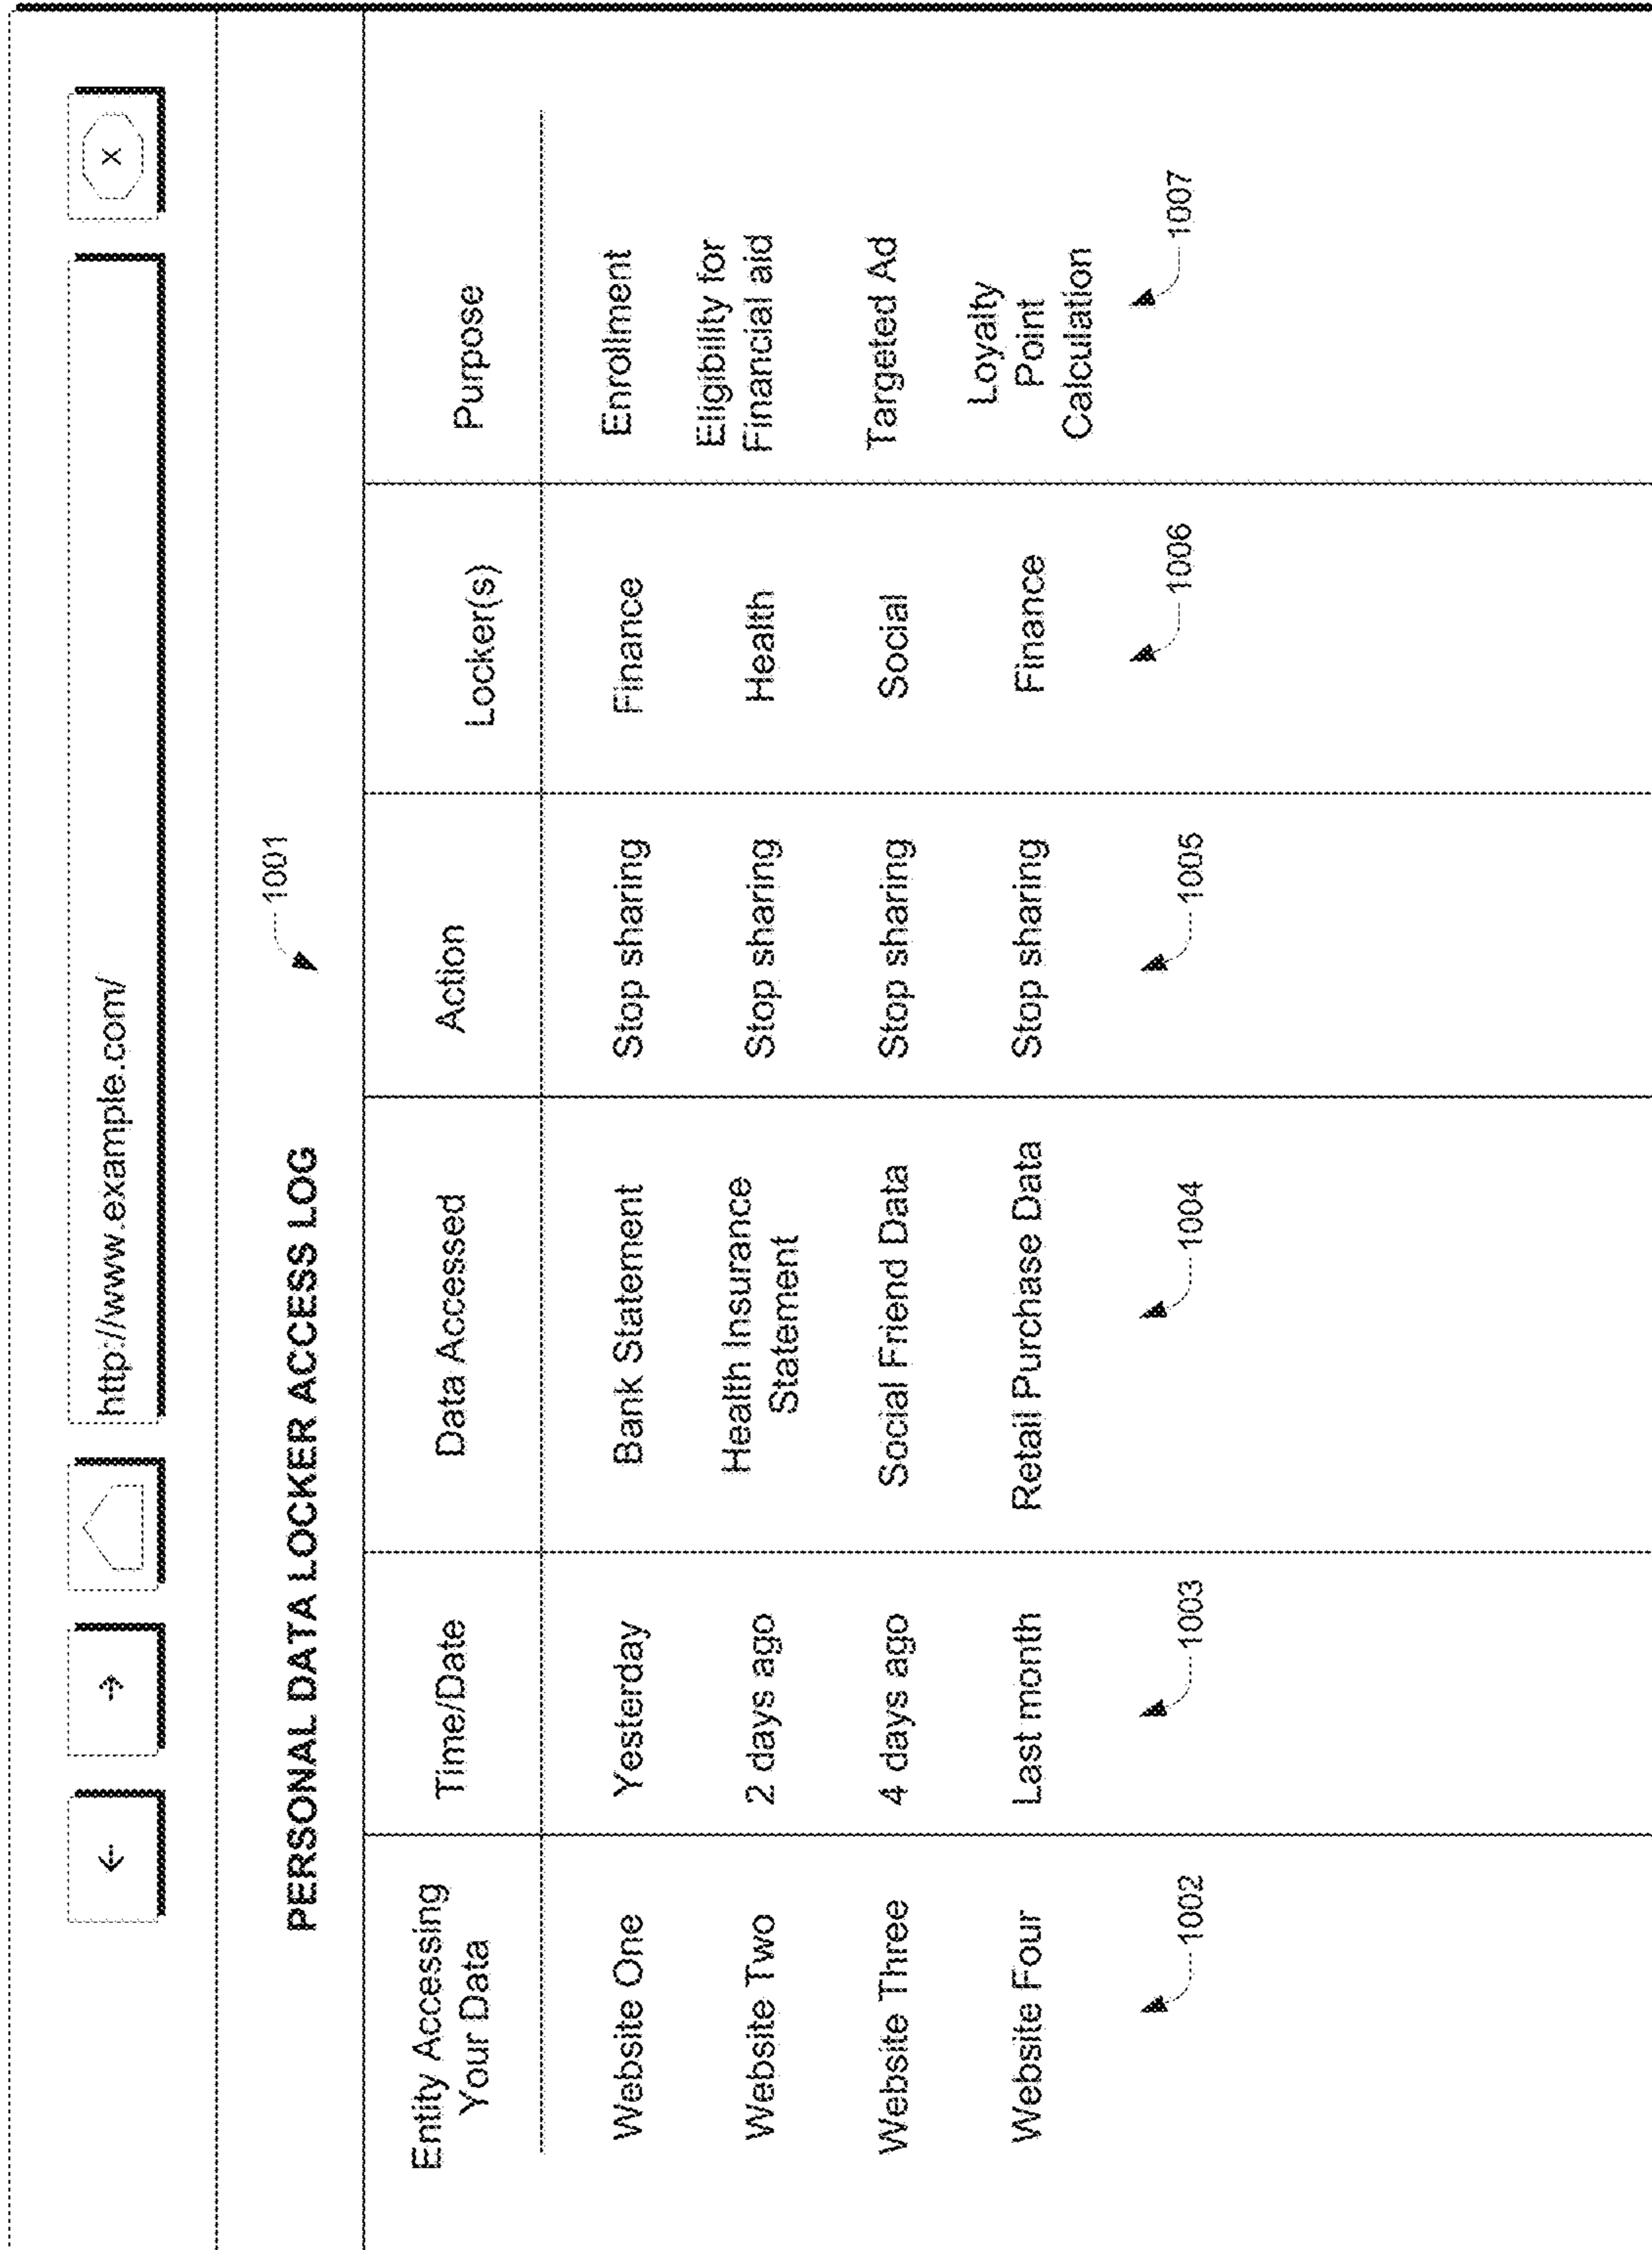 ← → http://www.example.com/ X
1001
PERSONAL DATA LOCKER ACCESS LOG
Entity Accessing
Your Data
Time/Date
Data Accessed
Action
Locker(s)
Purpose
Website One
Yesterday
Bank Statement
Stop sharing
Finance
Enrollment
Website Two
2 days ago
Health Insurance
Statement
Stop sharing
Health
Eligibility for
Financial aid
Website Three
4 days ago
Social Friend Data
Stop sharing
Social
Targeted Ad
Website Four
Last month
Retail Purchase Data
Stop sharing
Finance
Loyalty
Point
Calculation
1002
1003
1004
1005
1006
1007